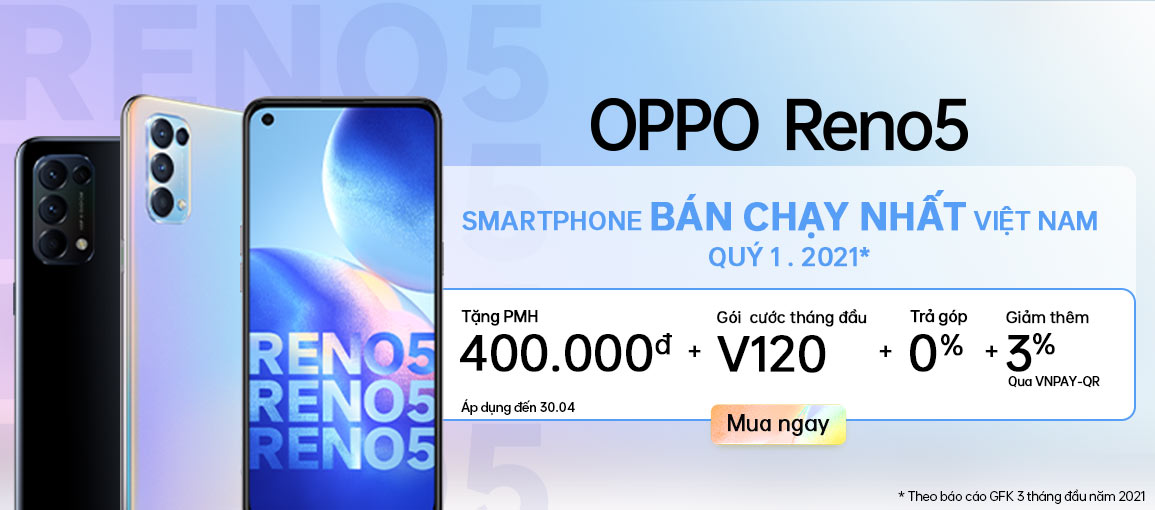 RENO5
OPPO Reno5
SMARTPHONE BÁN CHẠY NHẤT VIỆT NAM
QUÝ 1 . 2021*
Tặng PMH
400.000đ
+
Gói cước tháng đầu
V120
+
Trả góp
0%
+
Giảm thêm
3%
Qua VNPAY-QR
Áp dụng đến 30.04
Mua ngay
RENO5
RENO5
RENO5
* Theo báo cáo GFK 3 tháng đầu năm 2021